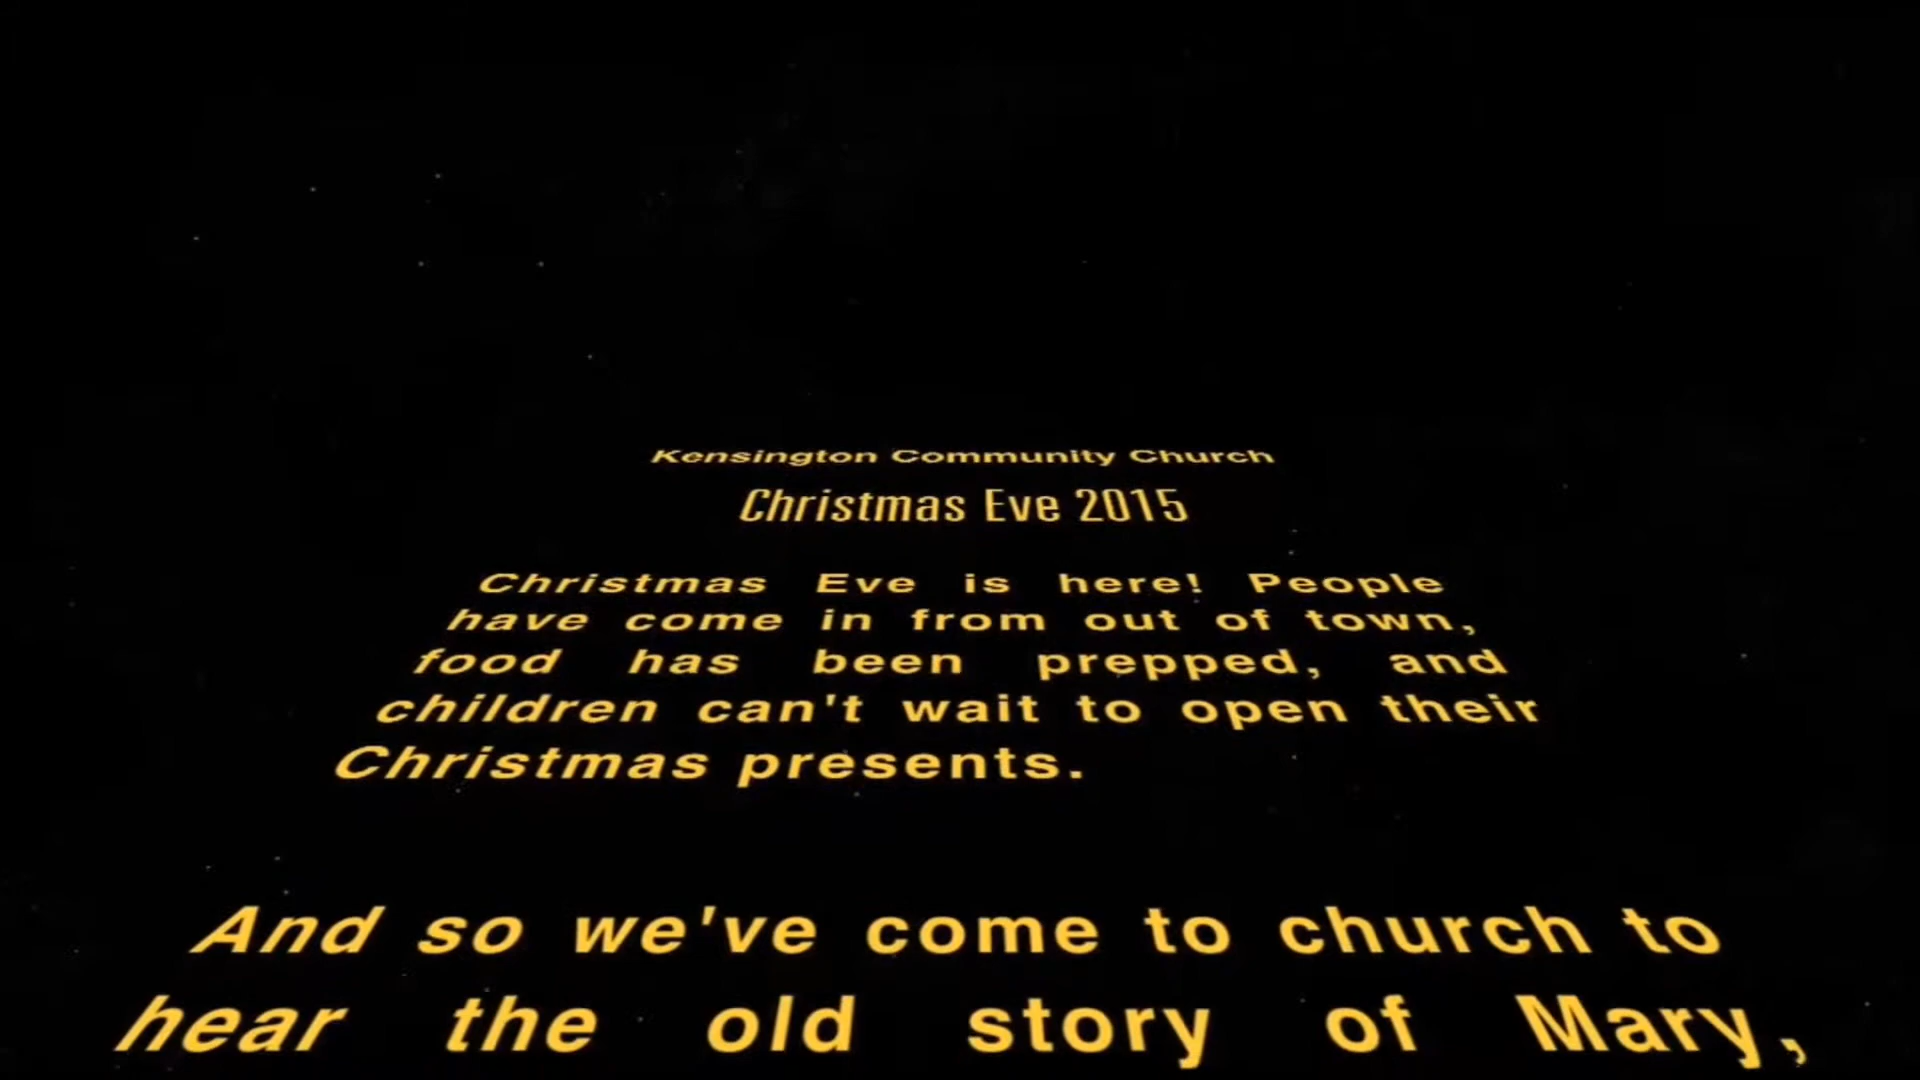 Kensington Community Church
Christmas Eve 2015
Christmas Eve is here! People
have come in from out of town,
food has been prepped, and
children can't wait to open their
Christmas presents.
And so we've come to church to
hear the old story of Mary,